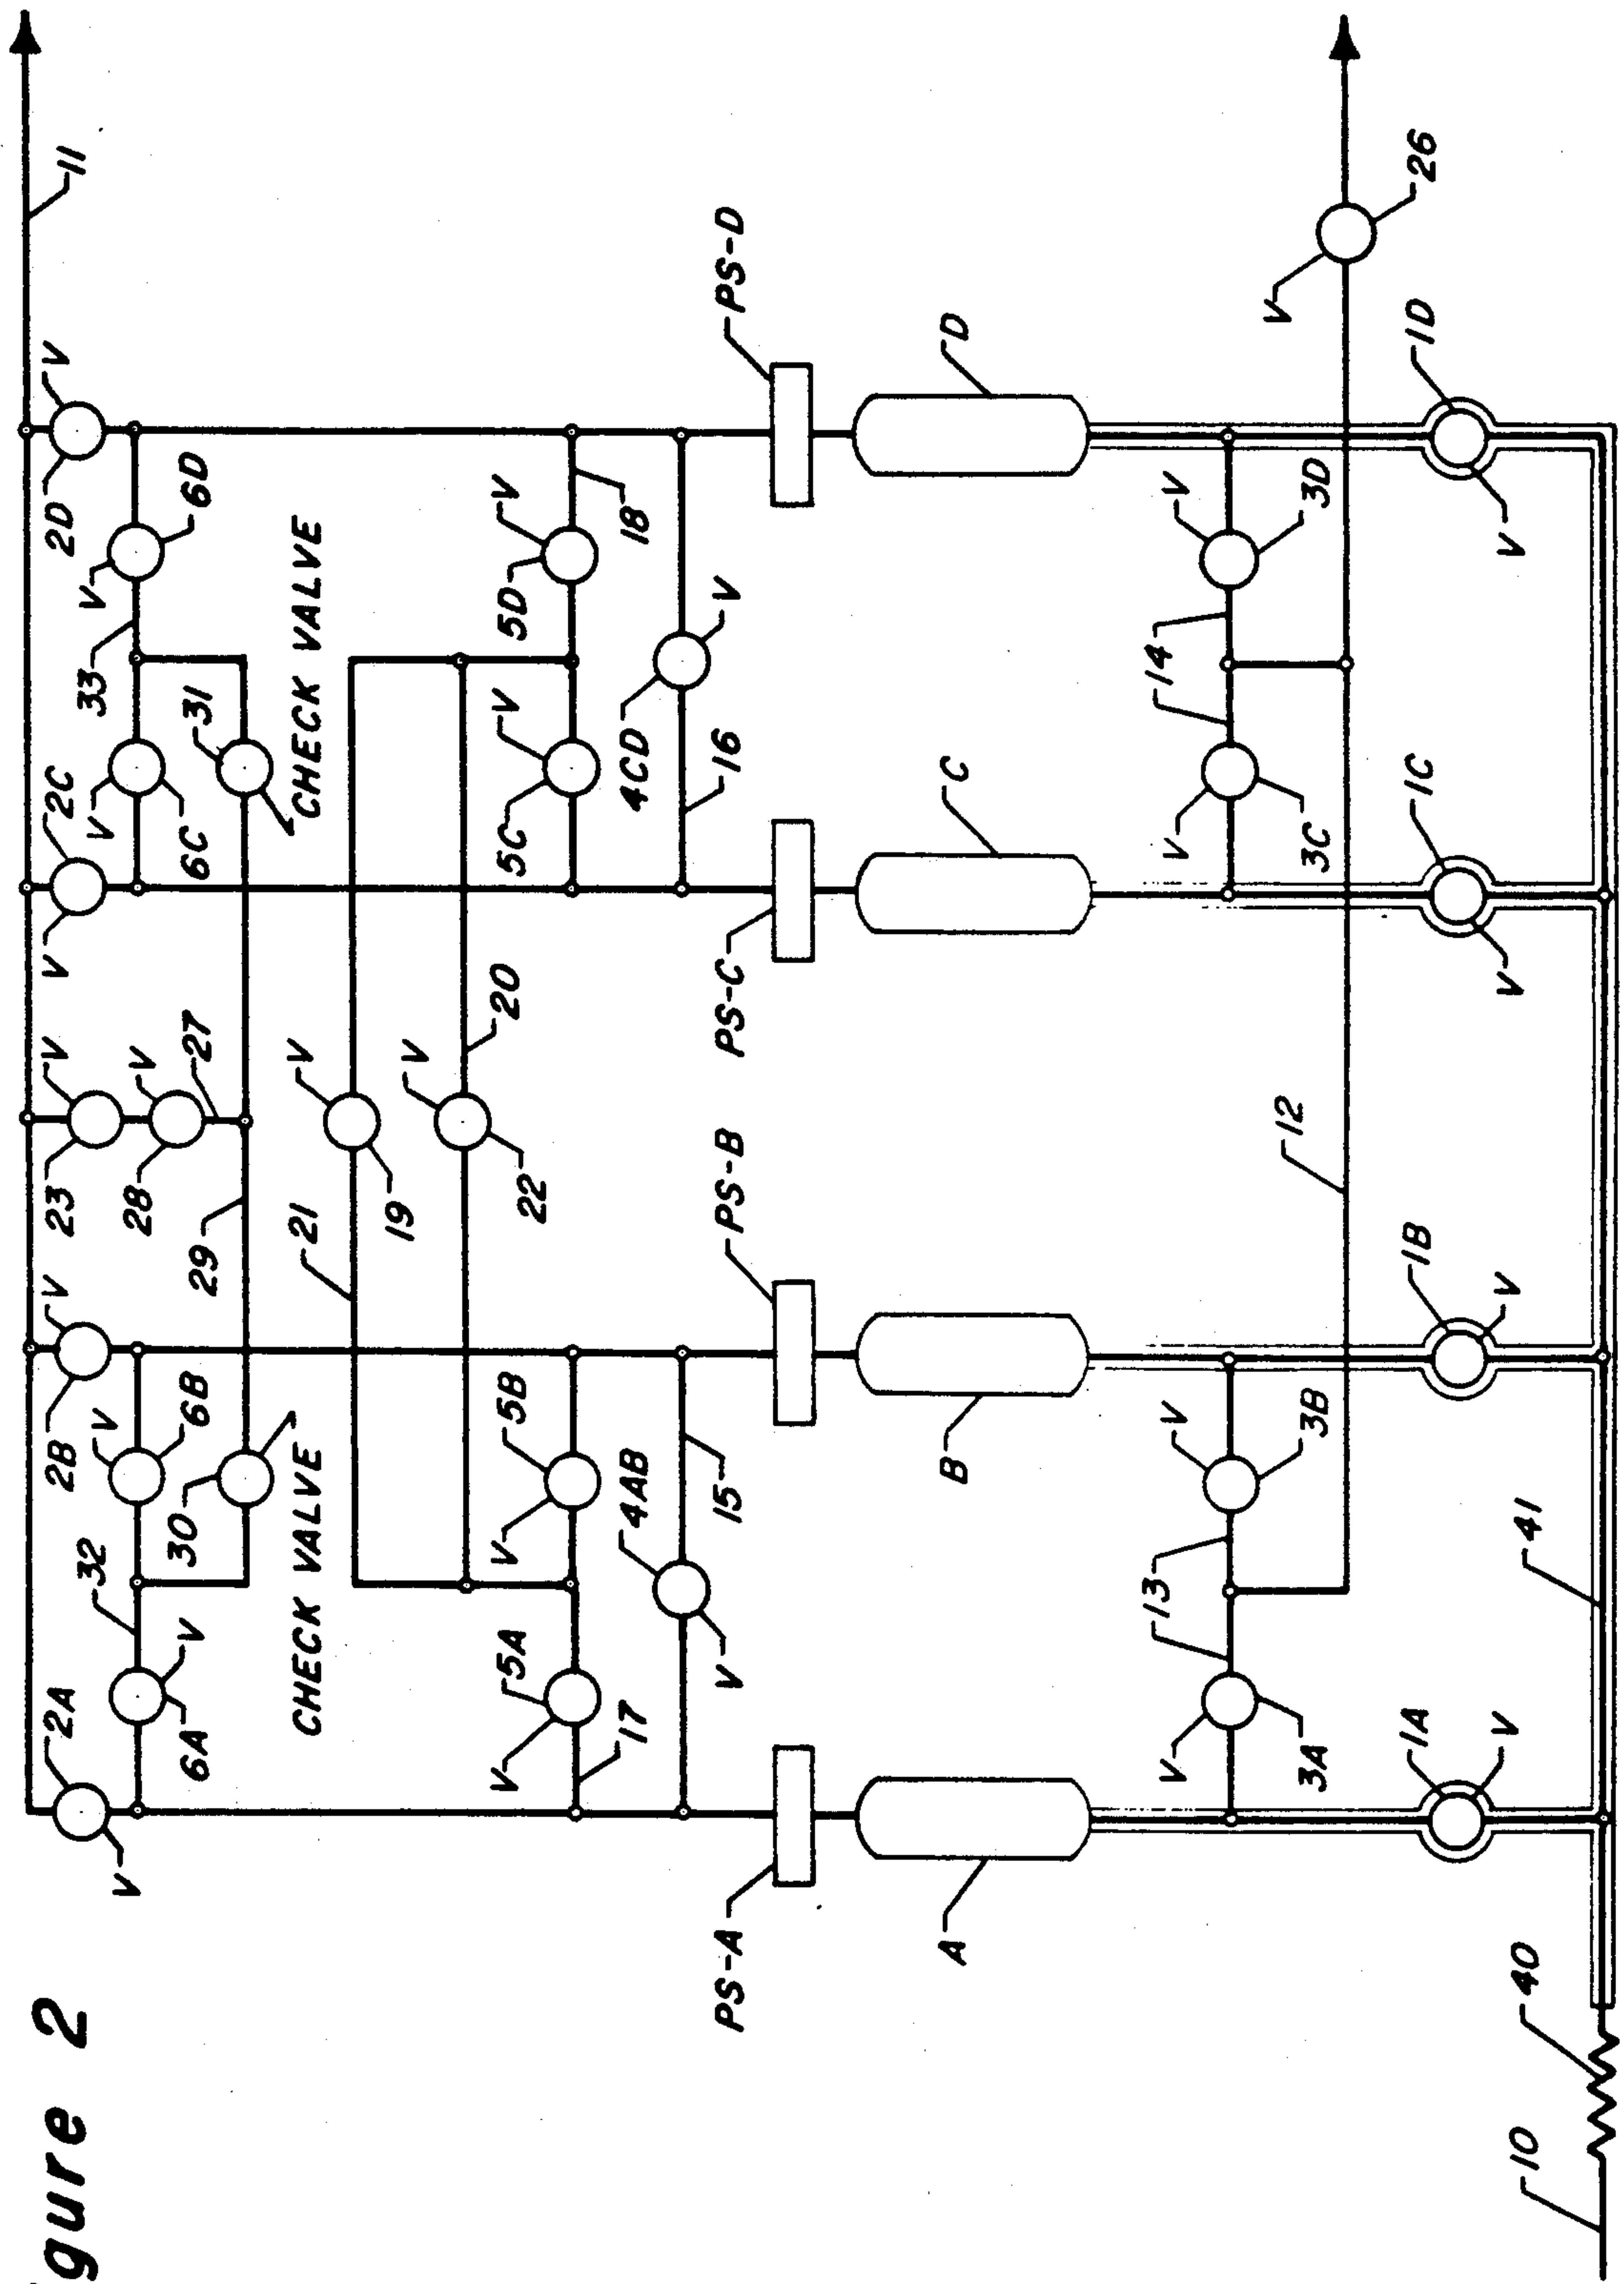 gure 2
2A
V
2B
V
23
V
V
2C
2D
V
11
V
6A
V
32
V
6B
28
V
27
V
6C
33
V
6D
30
29
31
CHECK VALVE
CHECK VALVE
21
V
19
V
20
22
V
5A
V
5B
5C
V
5D
V
17
4AB
4CD
18
V
15
16
V
PS-A
PS-B
PS-C
PS-D
A
B
C
D
V
13
V
V
14
V
3A
3B
12
3C
3D
V
26
1A
1B
1C
1D
V
V
V
V
10
40
41